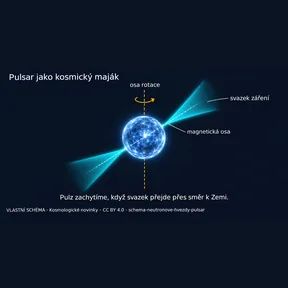 Pulsar jako kosmický maják
osa rotace
svazek záření
magnetická osa
Pulz zachytíme, když svazek přejde přes směr k Zemi.
VLASTNÍ SCHÉMA · Kosmologické novinky · CC BY 4.0 · schema-neutronove-hvezdy-pulsar